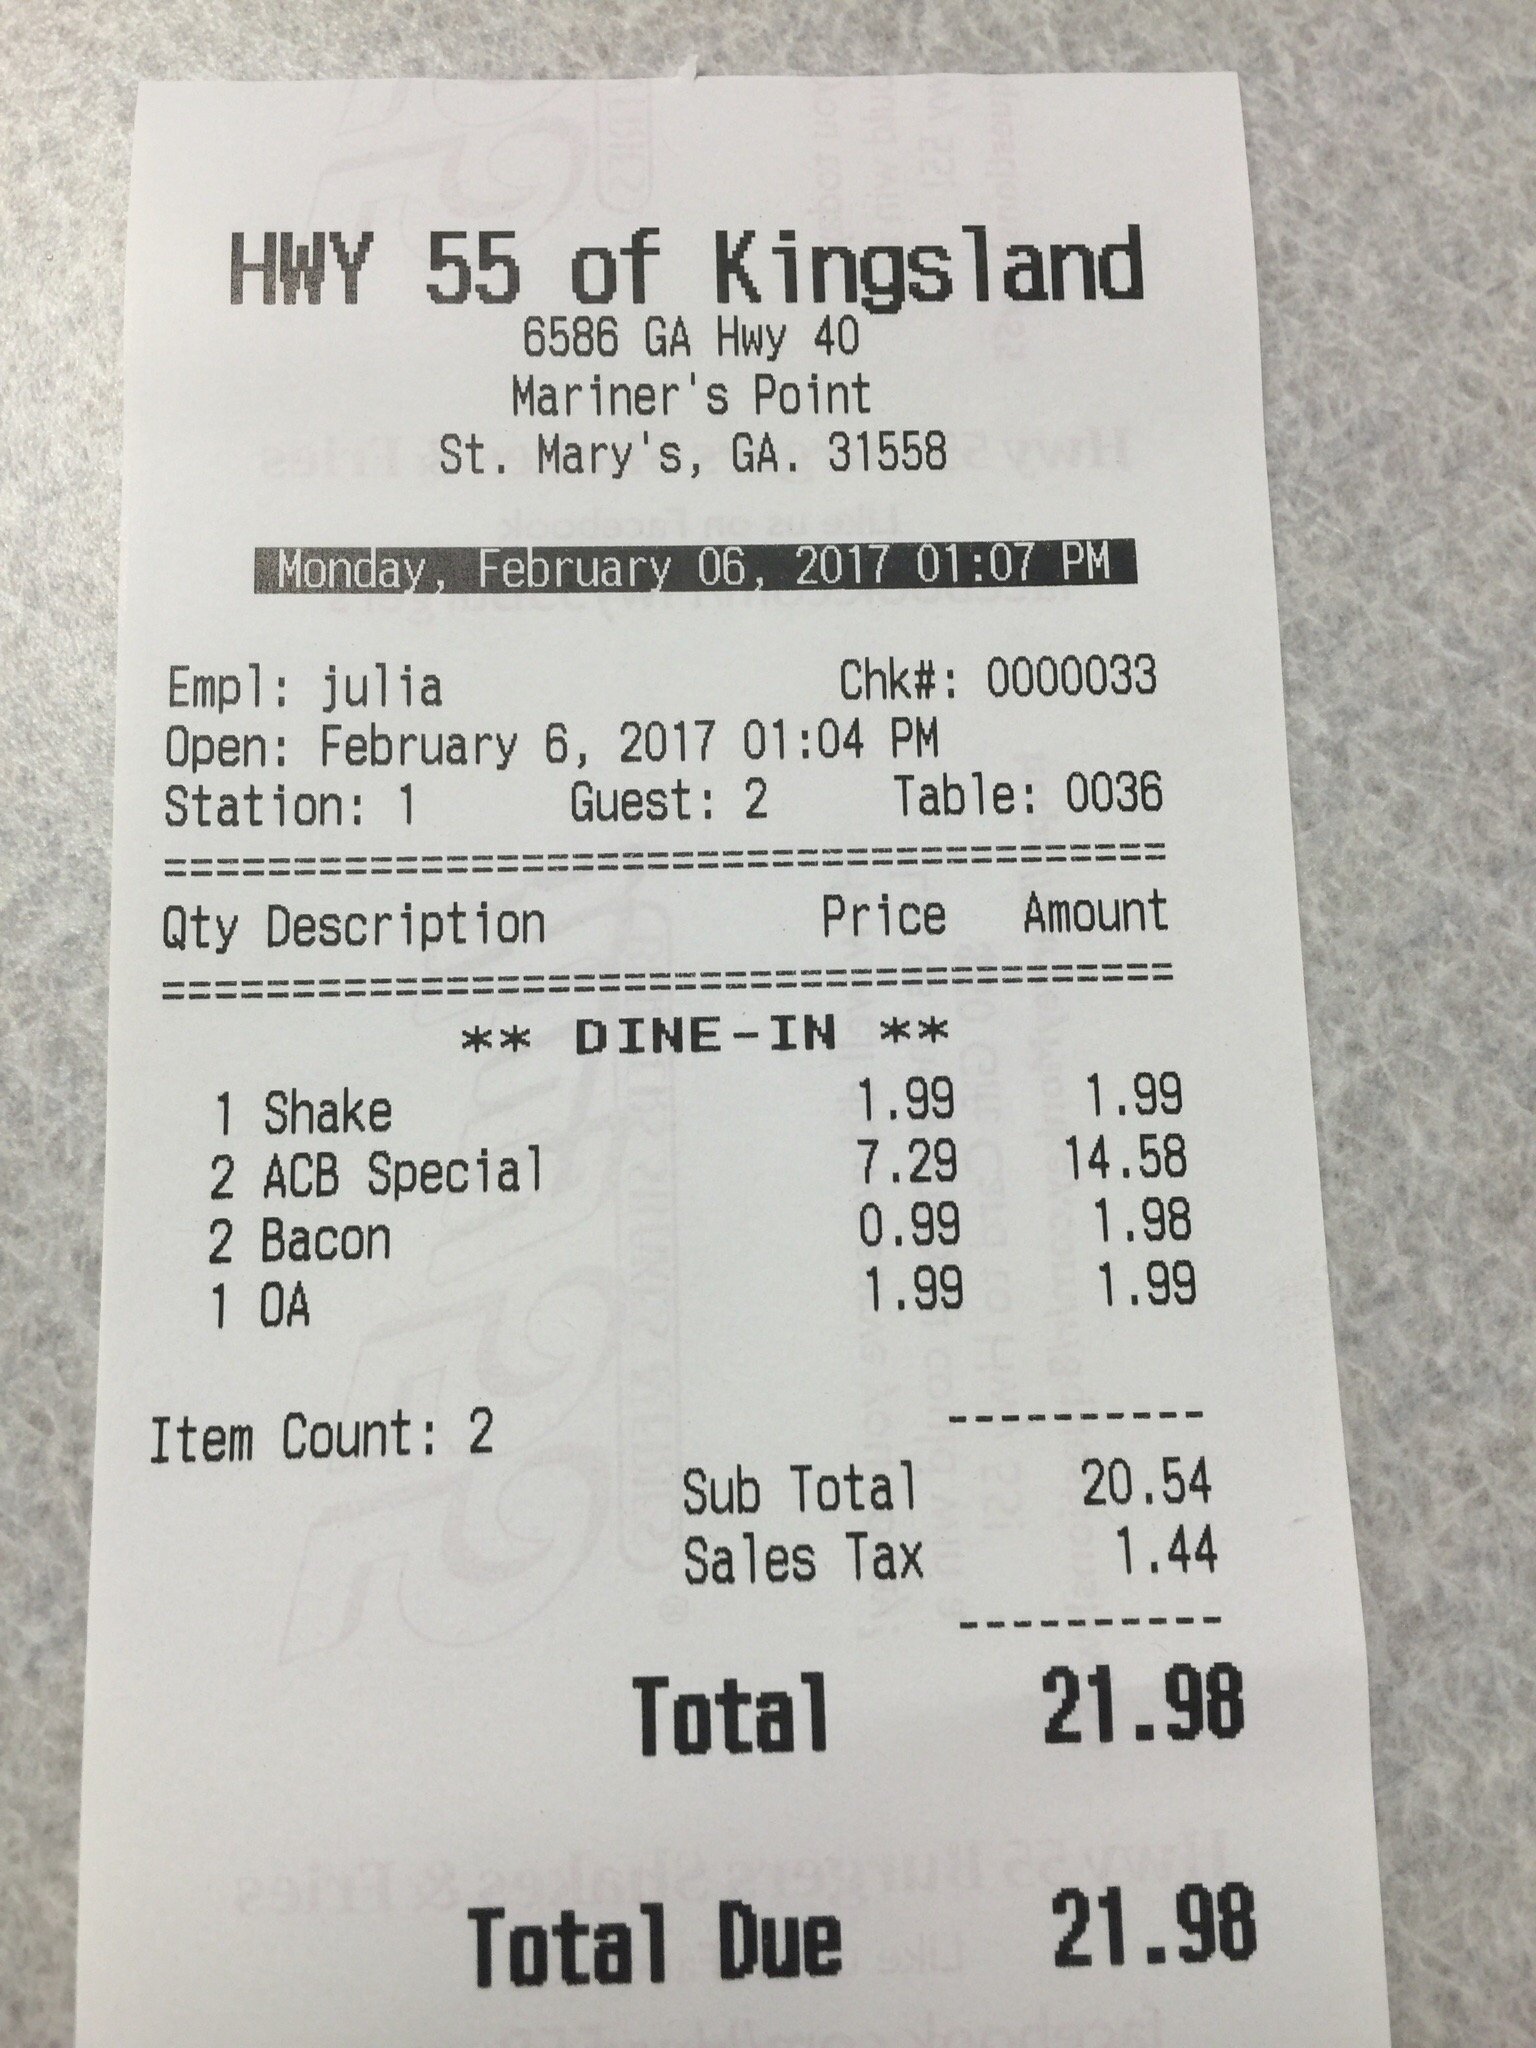 HWY 55 of Kingsland
6586 GA Hwy 40
Mariner's Point
St. Mary's, GA. 31558
Monday, February 06, 2017 01:07 PM
Empl: julia Chk#: 0000033
Open: February 6, 2017 01:04 PM
Station: 1 Guest: 2 Table: 0036
========================================
Qty Description Price Amount
========================================
** DINE-IN **
1 Shake 1.99 1.99
2 ACB Special 7.29 14.58
2 Bacon 0.99 1.98
1 OA 1.99 1.99
Item Count: 2
----------
Sub Total 20.54
Sales Tax 1.44
----------
Total 21.98
Total Due 21.98